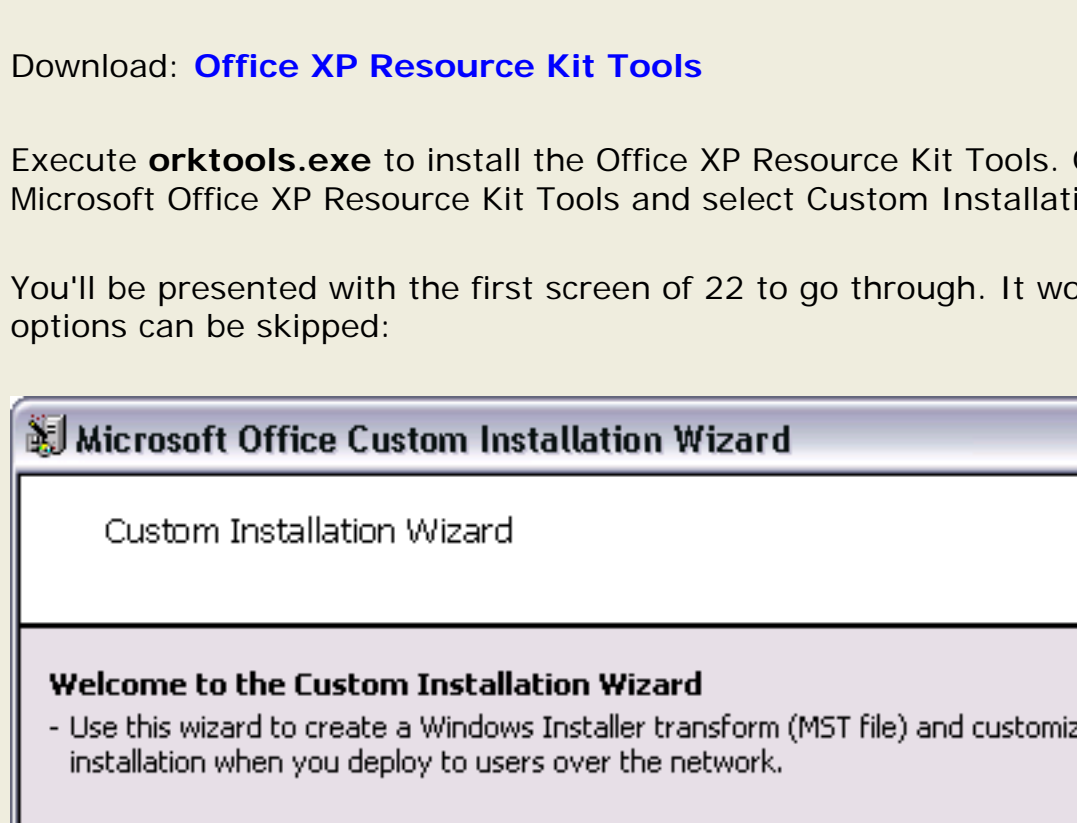 Download: Office XP Resource Kit Tools
Execute orktools.exe to install the Office XP Resource Kit Tools.
Microsoft Office XP Resource Kit Tools and select Custom
You'll be presented with the first screen of 22 to go through. It
options can be skipped:
Microsoft Office Custom Installation Wizard
Custom Installation Wizard
Welcome to the Custom Installation Wizard
- Use this wizard to create a Windows Installer transform (MST file) and
installation when you deploy to users over the network.